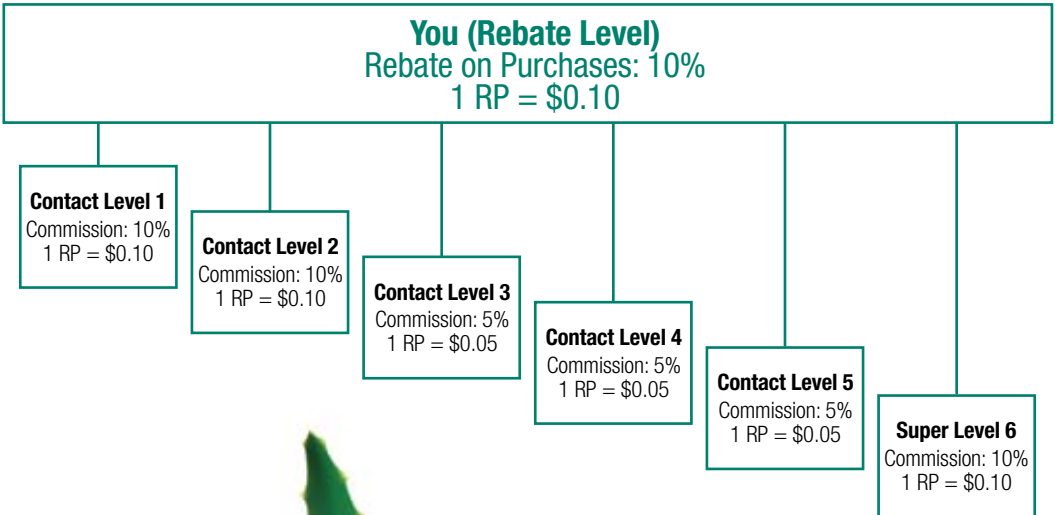 You (Rebate Level)
Rebate on Purchases: 10%
1 RP = $0.10
Contact Level 1
Commission: 10%
1 RP = $0.10
Contact Level 2
Commission: 10%
1 RP = $0.10
Contact Level 3
Commission: 5%
1 RP = $0.05
Contact Level 4
Commission: 5%
1 RP = $0.05
Contact Level 5
Commission: 5%
1 RP = $0.05
Super Level 6
Commission: 10%
1 RP = $0.10